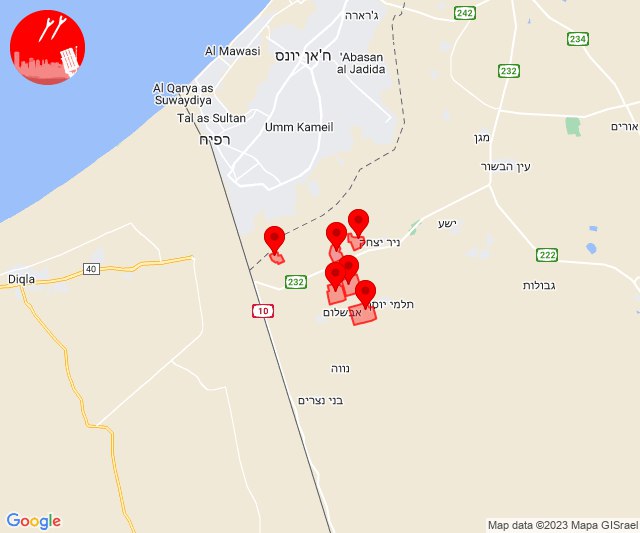 ג'רארה
242
Al Mawasi
ח'אן יונס
'Abasan
al Jadida
232
234
Al Qarya as
Suwaydiya
Tal as Sultan
Umm Kameil
רפיח
אורים
מגן
עין הבשור
ישע
ניר יצחק
222
40
Diqla
232
גבולות
10
תלמי יוסף
אבשלום
נווה
בני נצרים
Google
Map data ©2023 Mapa GISrael